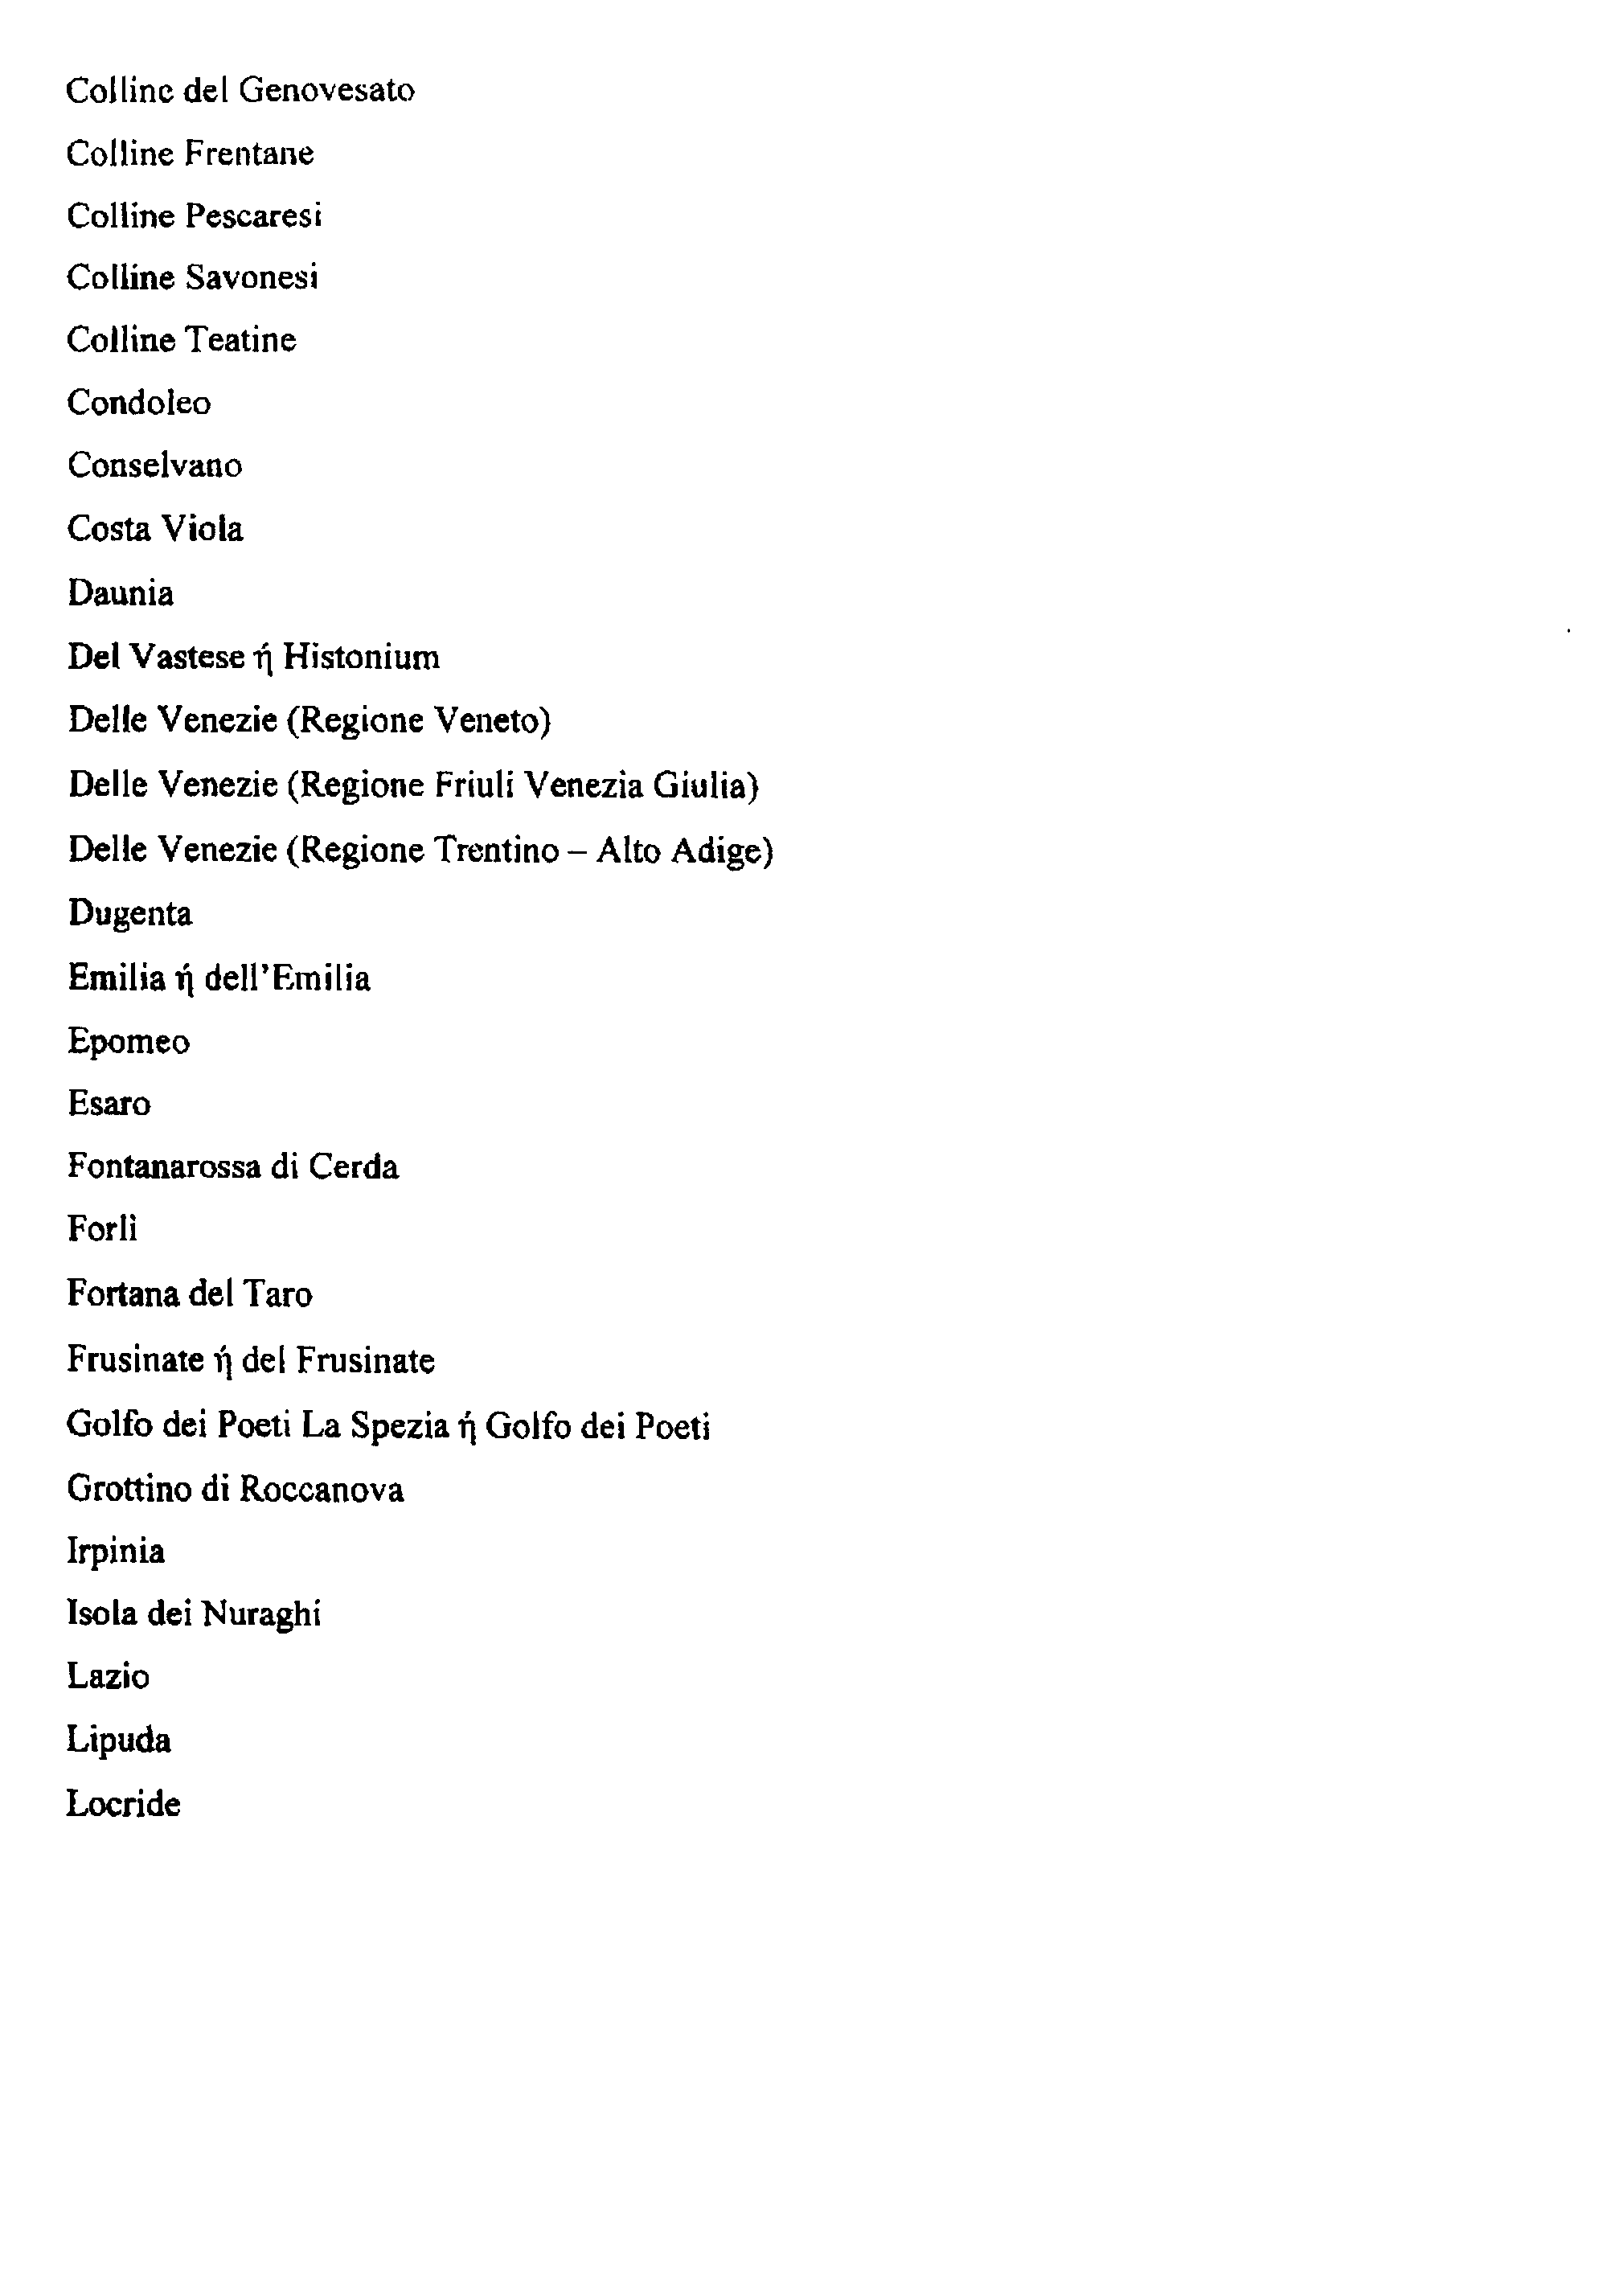 Colline del Genovesato
Colline Frentane
Colline Pescaresi
Colline Savonesi
Colline Teatine
Condoleo
Conselvano
Costa Viola
Daunia
Del Vastese ή Histonium
Delle Venezie (Regione Veneto)
Delle Venezie (Regione Friuli Venezia Giulia)
Delle Venezie (Regione Trentino – Alto Adige)
Dugenta
Emilia ή dell'Emilia
Epomeo
Esaro
Fontanarossa di Cerda
Forlì
Fortana del Taro
Frusinate ή del Frusinate
Golfo dei Poeti La Spezia ή Golfo dei Poeti
Grottino di Roccanova
Irpinia
Isola dei Nuraghi
Lazio
Lipuda
Locride